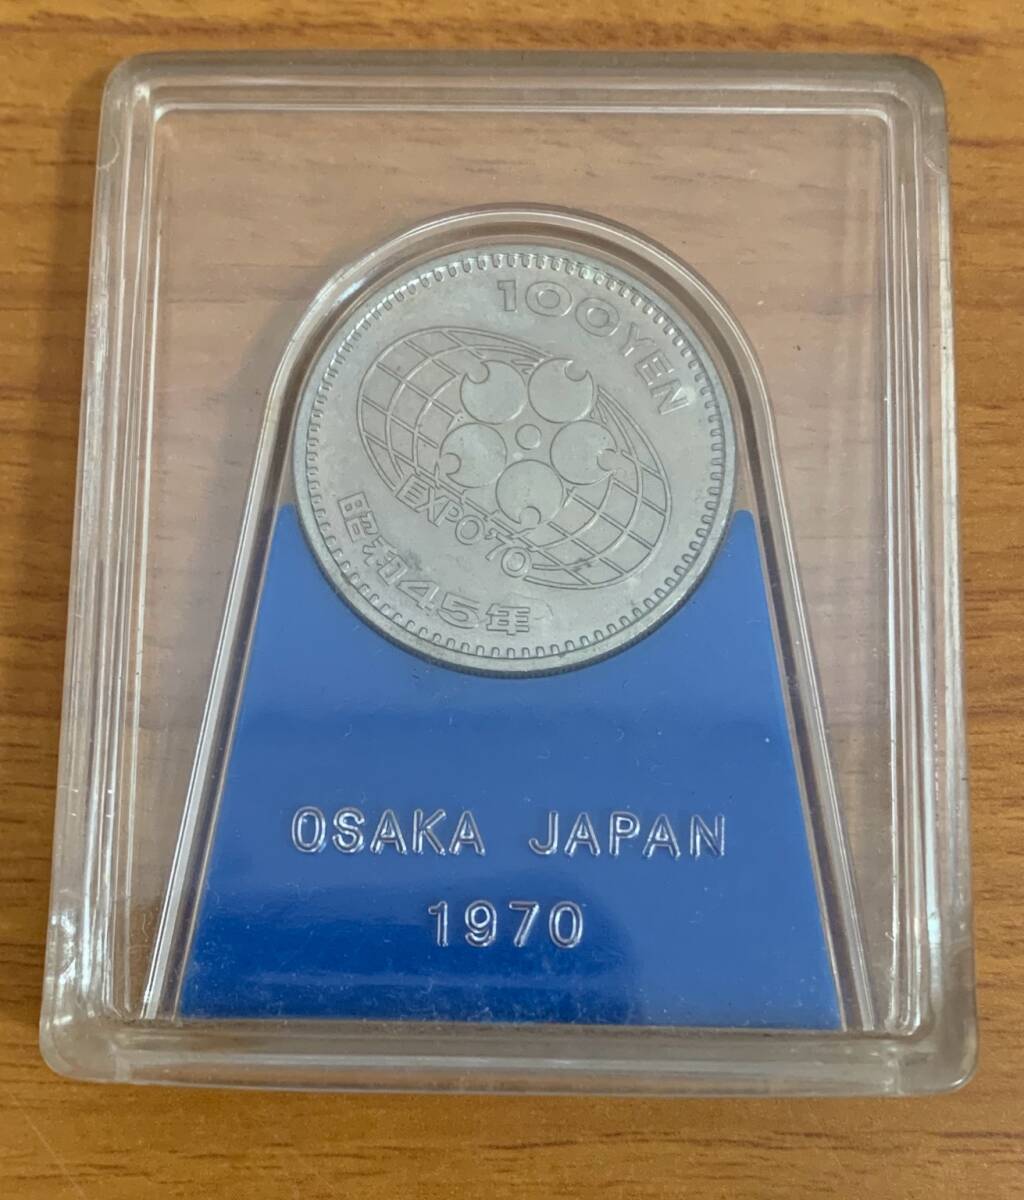 100YEN
EXPO'70
昭和45年
OSAKA JAPAN
1970